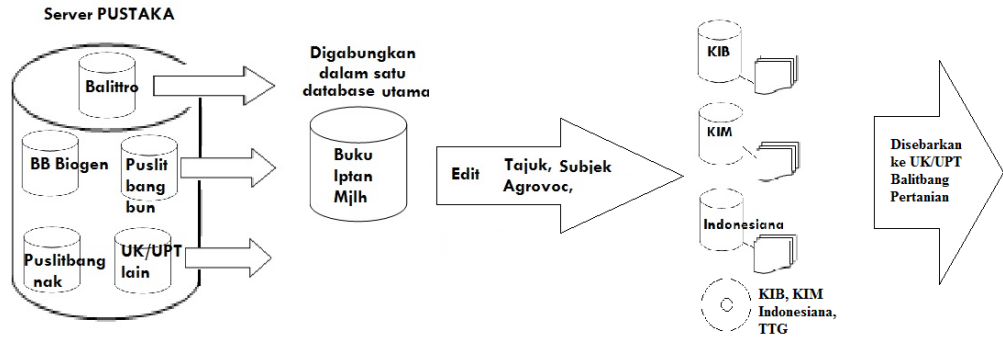 Server PUSTAKA
Balittro
BB Biogen
Puslit
bang
bun
Puslitbang
nak
UK/UPT
lain
Digabungkan
dalam satu
database utama
Buku
Iptan
Mjlh
Edit
Tajuk, Subjek
Agrovoc,
KIB
KIM
Indonesiana
KIB, KIM
Indonesiana,
TTG
Disebarkan
ke UK/UPT
Balitbang
Pertanian